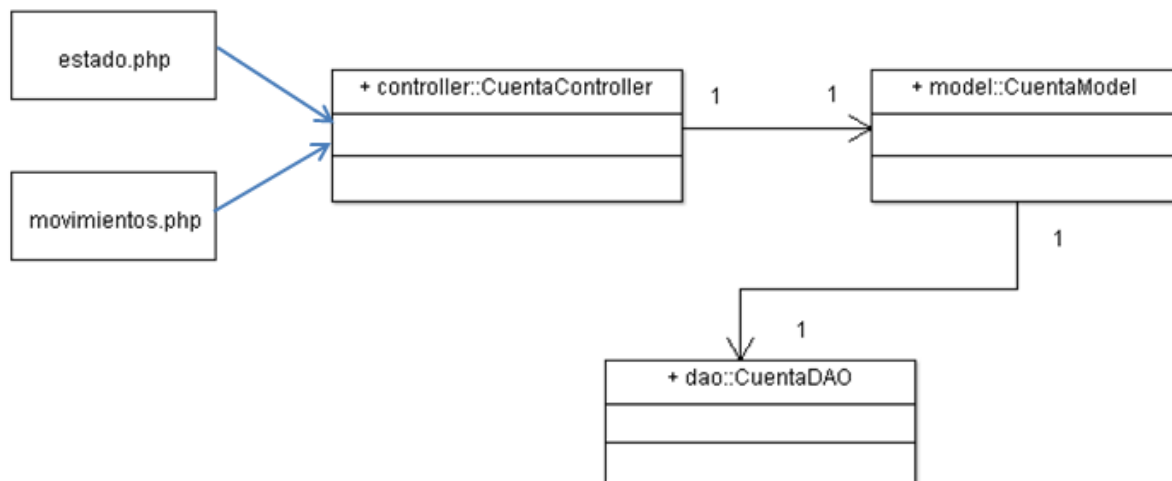 estado.php
+ controller::CuentaController
1
1
+ model::CuentaModel
movimientos.php
1
1
+ dao::CuentaDAO